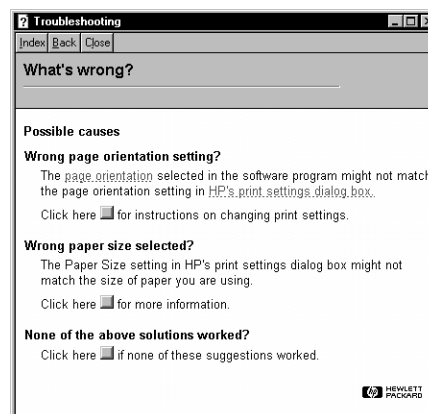 ? Troubleshooting
Index Back Close
What's wrong?
Possible causes
Wrong page orientation setting?
The page orientation selected in the software program might not match
the page orientation setting in HP's print settings dialog box.
Click here for instructions on changing print settings.
Wrong paper size selected?
The Paper Size setting in HP's print settings dialog box might not
match the size of paper you are using.
Click here for more information.
None of the above solutions worked?
Click here if none of these suggestions worked.
hp HEWLETT
PACKARD